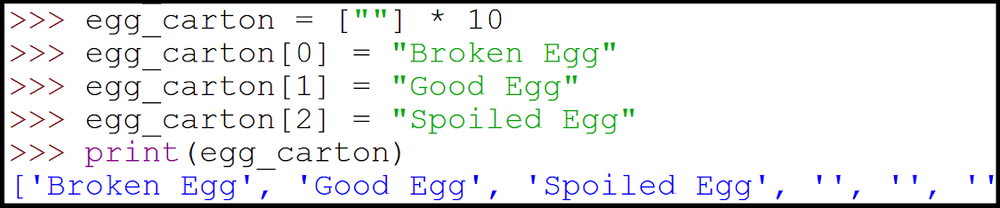 >>> egg_carton = [""] * 10
>>> egg_carton[0] = "Broken Egg"
>>> egg_carton[1] = "Good Egg"
>>> egg_carton[2] = "Spoiled Egg"
>>> print(egg_carton)
['Broken Egg', 'Good Egg', 'Spoiled Egg', '', '', ''